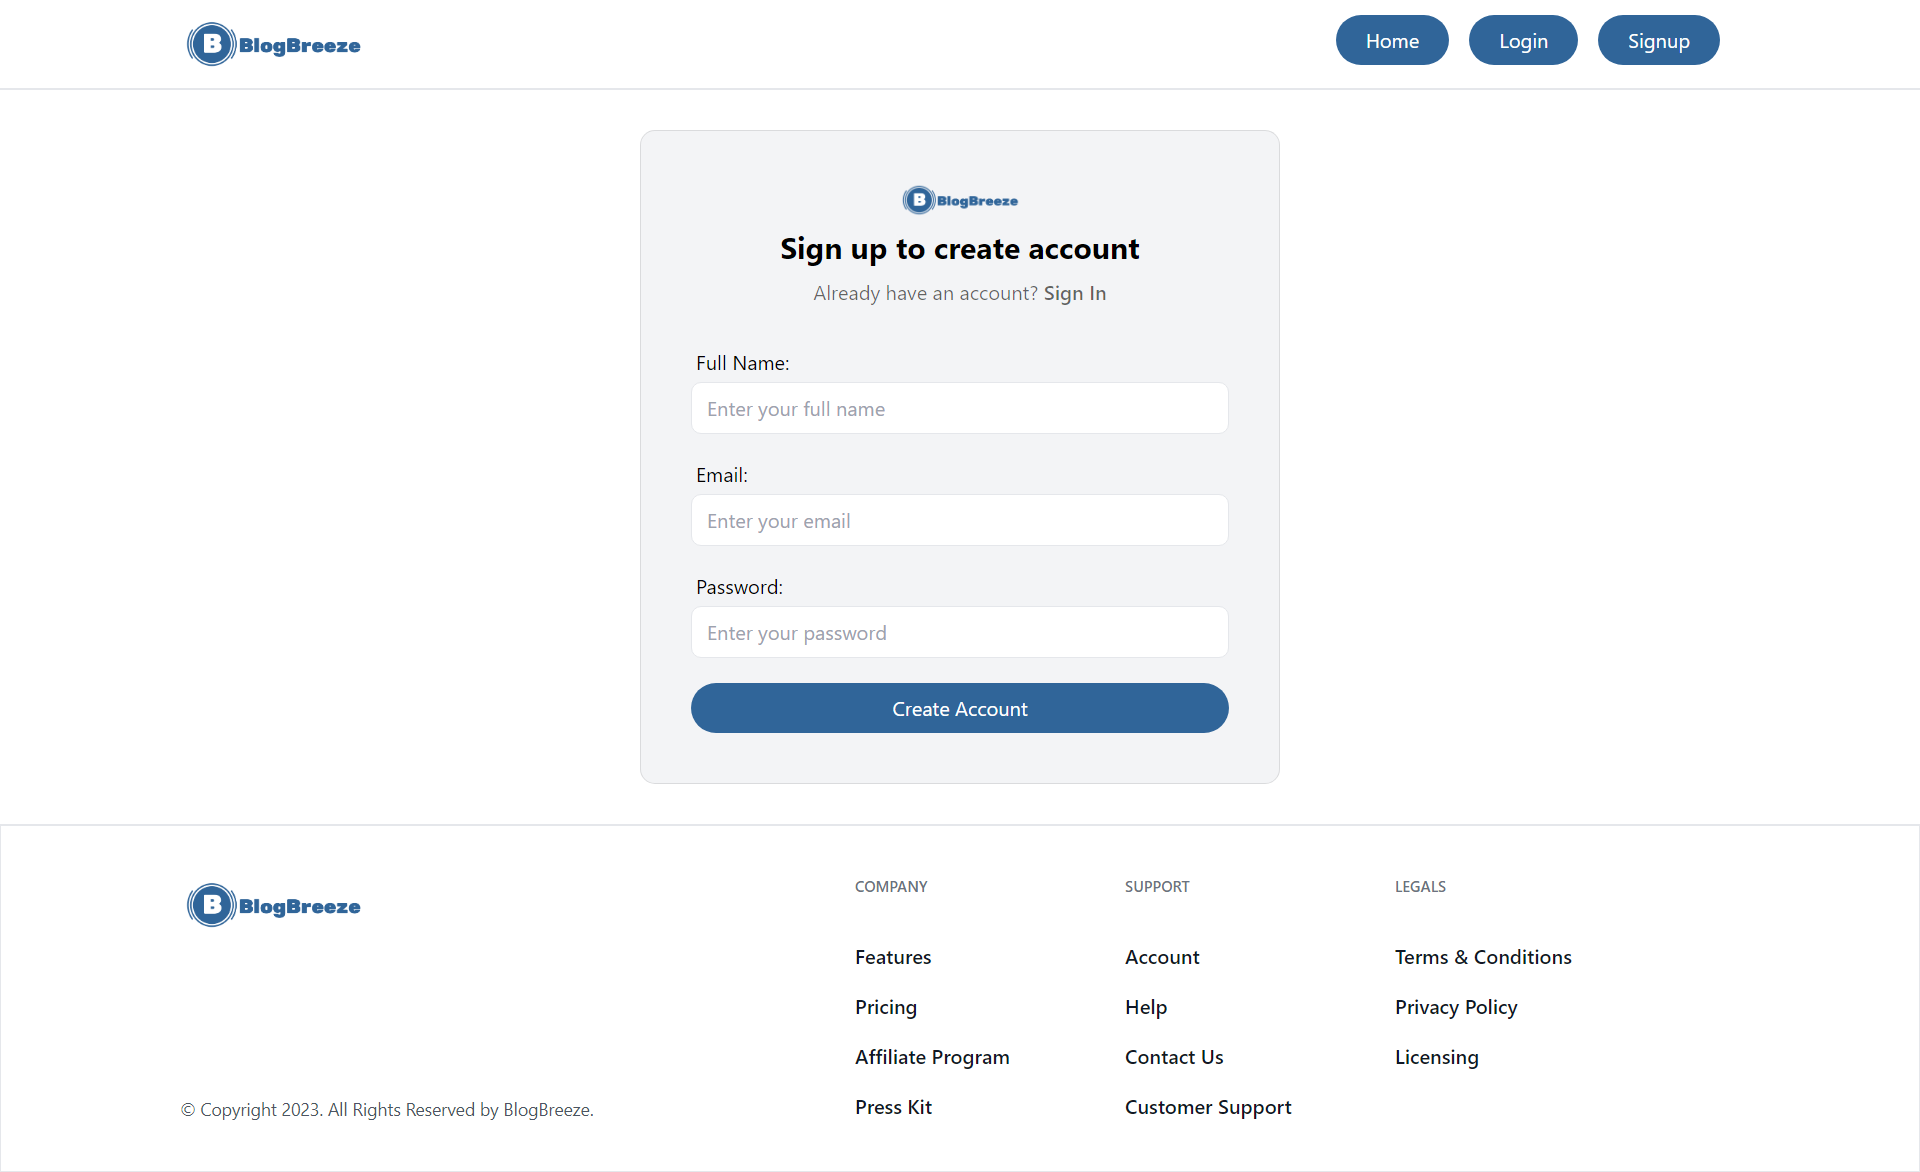 B BlogBreeze
Home
Login
Signup
B BlogBreeze
Sign up to create account
Already have an account? Sign In
Full Name:
Enter your full name
Email:
Enter your email
Password:
Enter your password
Create Account
B BlogBreeze
© Copyright 2023. All Rights Reserved by BlogBreeze.
COMPANY
Features
Pricing
Affiliate Program
Press Kit
SUPPORT
Account
Help
Contact Us
Customer Support
LEGALS
Terms & Conditions
Privacy Policy
Licensing